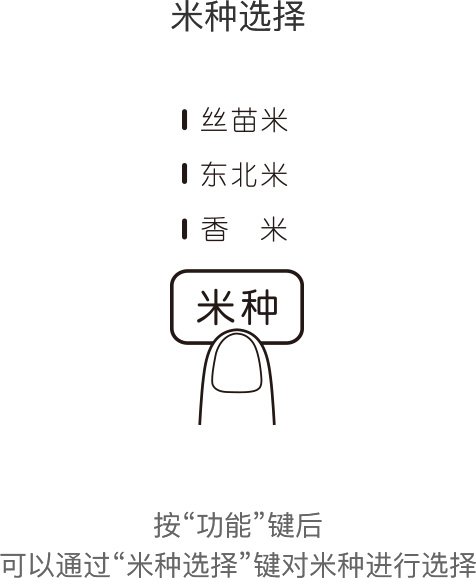 米种选择
丝苗米
东北米
香 米
米种
按“功能”键后
可以通过“米种选择”键对米种进行选择